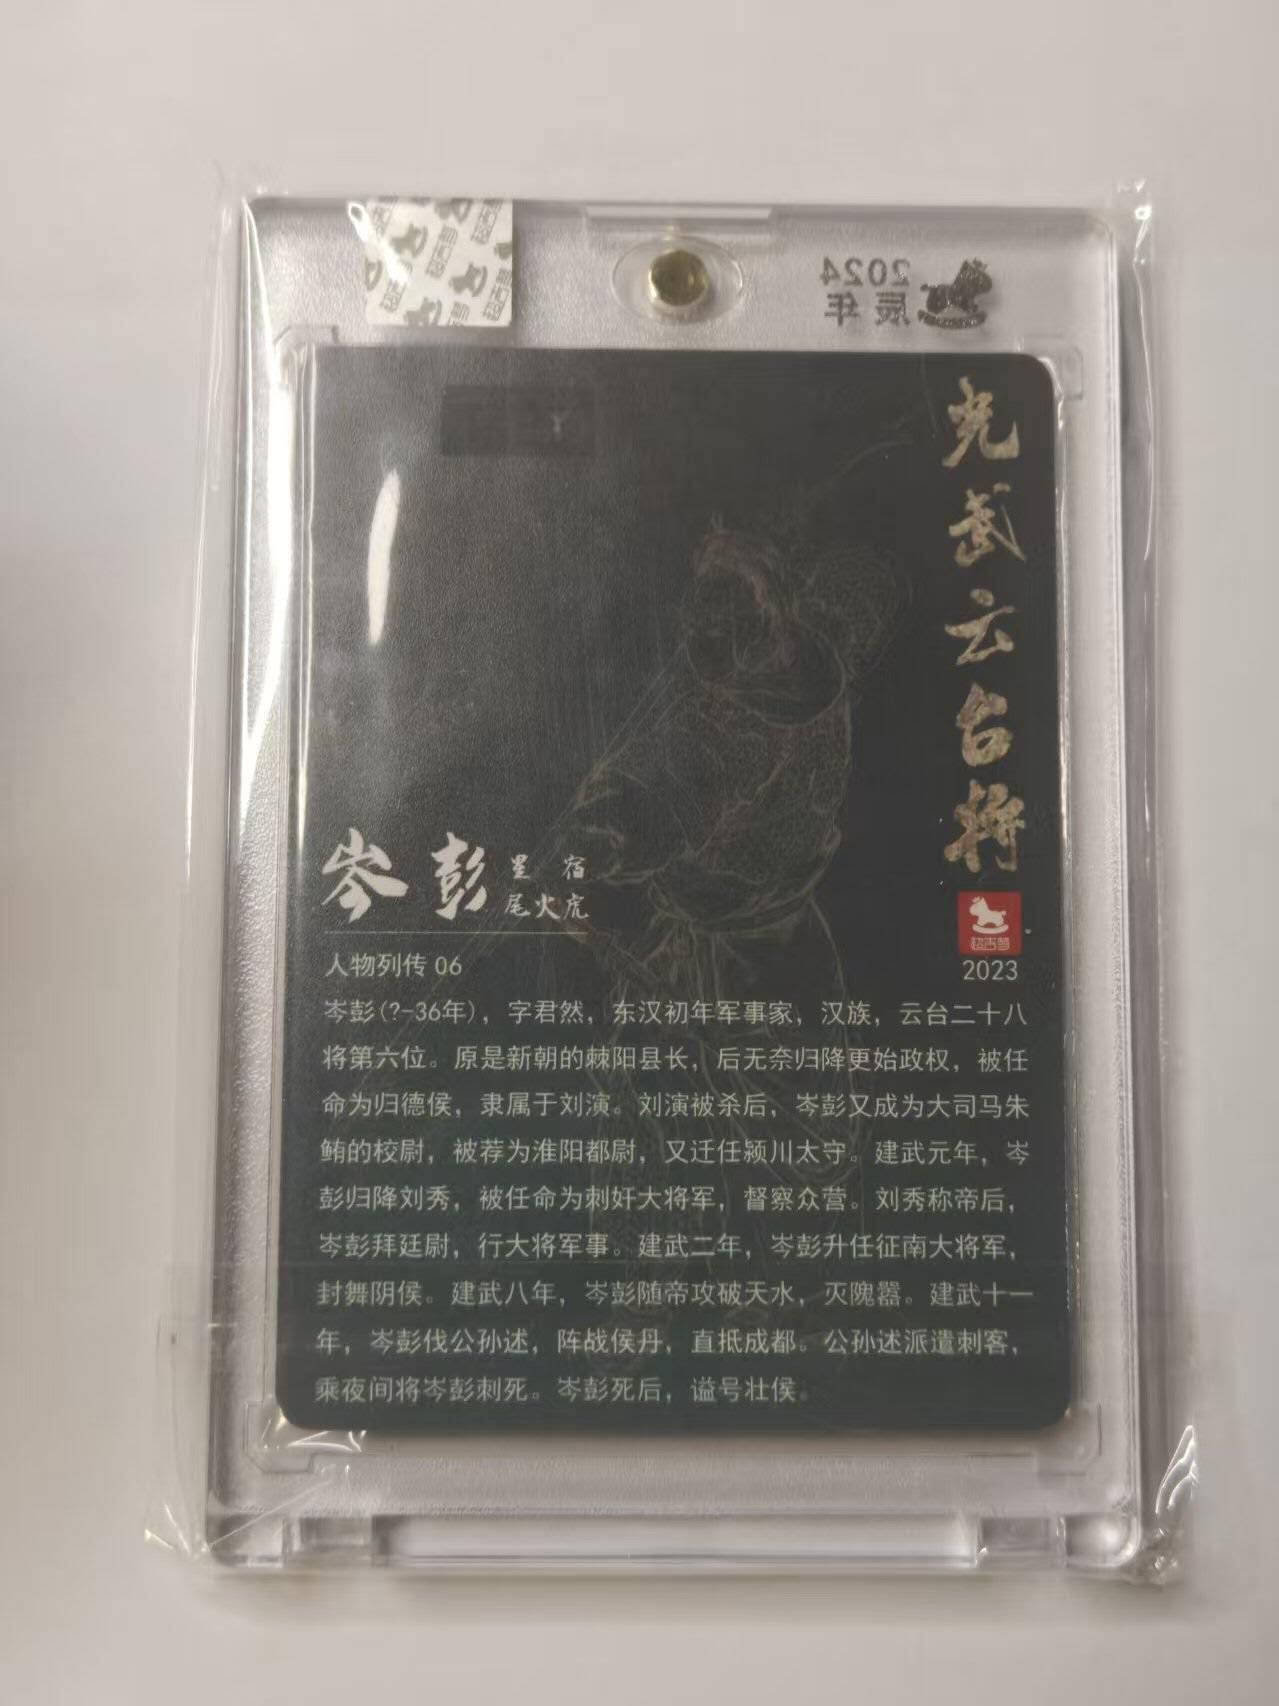 超古梦
2024
辰年
光武云台将
超古梦
2023
岑彭
星宿
尾火虎
人物列传 06
岑彭(?-36年)，字君然，东汉初年军事家，汉族，云台二十八
将第六位。原是新朝的棘阳县长，后无奈归降更始政权，被任
命为归德侯，隶属于刘演。刘演被杀后，岑彭又成为大司马朱
鲔的校尉，被荐为淮阳都尉，又迁任颍川太守。建武元年，岑
彭归降刘秀，被任命为刺奸大将军，督察众营。刘秀称帝后，
岑彭拜廷尉，行大将军事。建武二年，岑彭升任征南大将军，
封舞阴侯。建武八年，岑彭随帝攻破天水，灭隗嚣。建武十一
年，岑彭伐公孙述，阵战侯丹，直抵成都。公孙述派遣刺客，
乘夜间将岑彭刺死。岑彭死后，谥号壮侯。